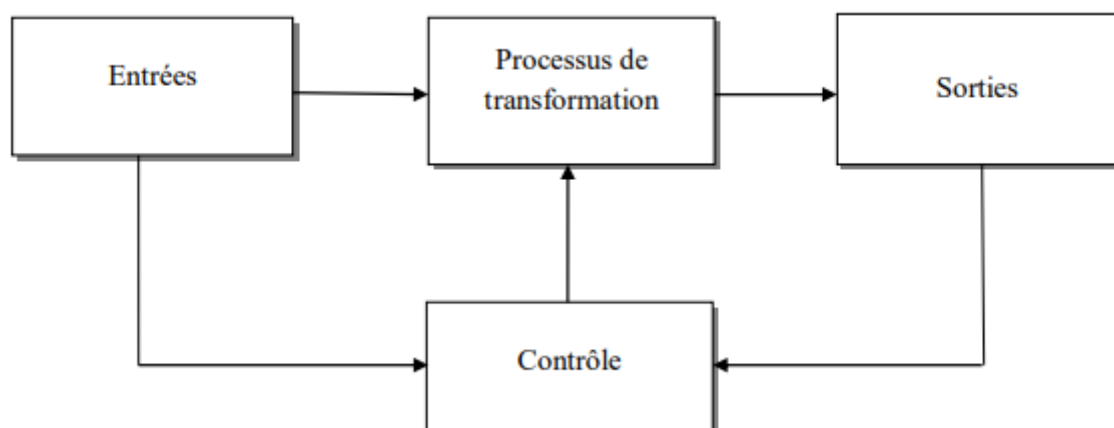 Entrées
Processus de
transformation
Sorties
Contrôle